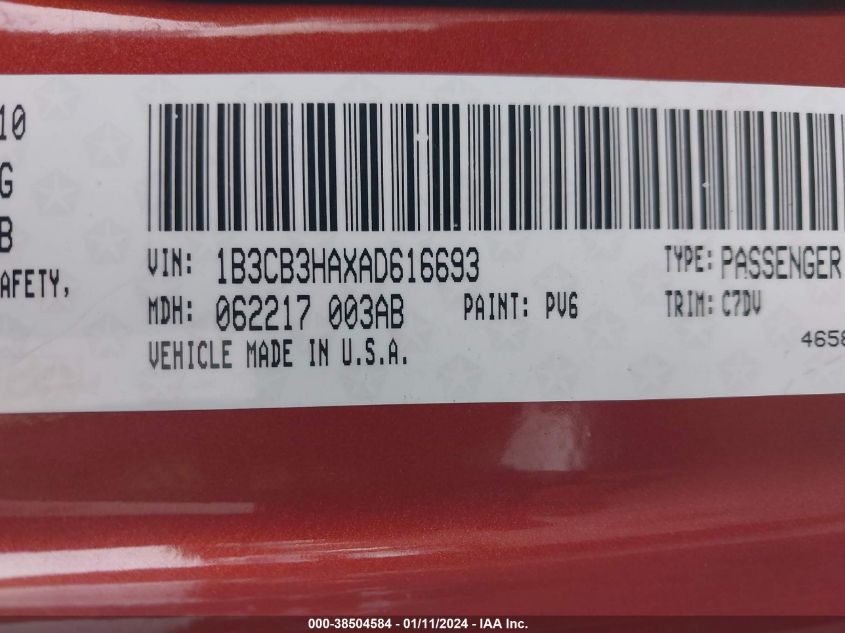 10
G
B
AFETY,
VIN: 1B3CB3HAXAD616693 TYPE: PASSENGER
MDH: 062217 003AB PAINT: PV6 TRIM: C7DV
VEHICLE MADE IN U.S.A. 4658
000-38504584 - 01/11/2024 - IAA Inc.